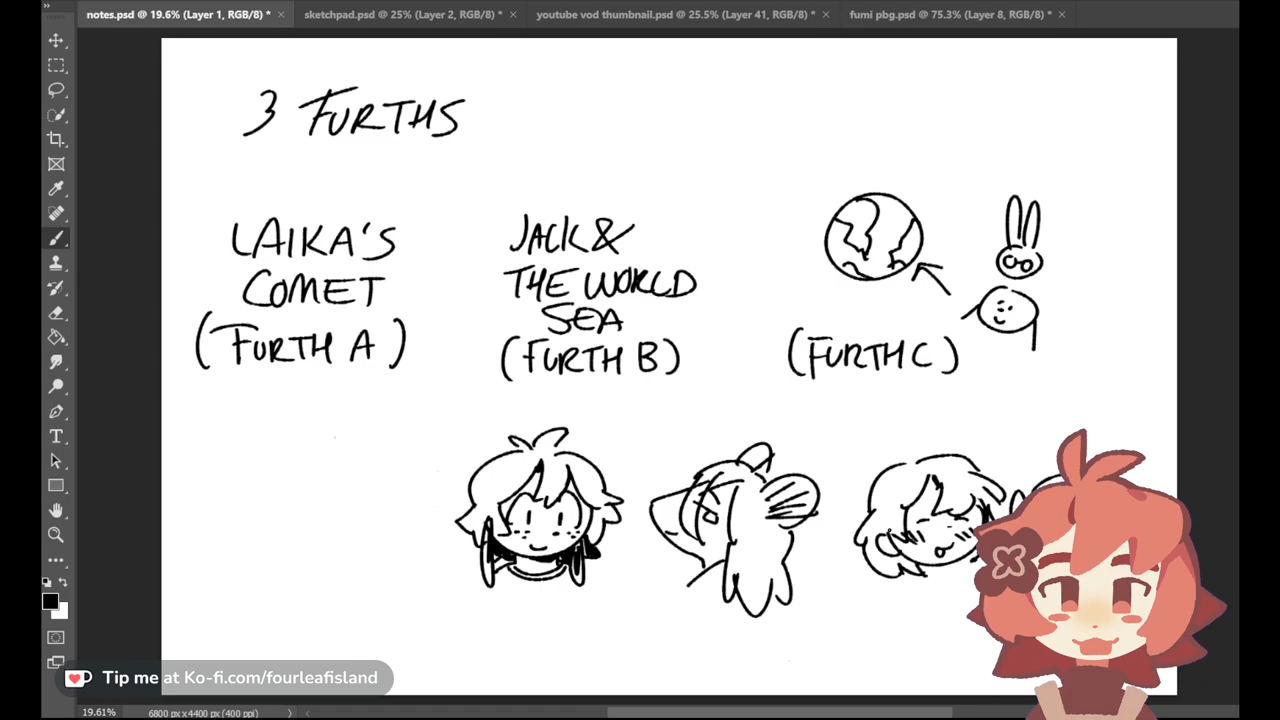 notes.psd @ 19.6% (Layer 1, RGB/8) *
sketchpad.psd @ 25% (Layer 2, RGB/8) *
youtube vod thumbnail.psd @ 25.5% (Layer 41, RGB/8) *
fumi pbg.psd @ 75.3% (Layer 8, RGB/8) *
3 FURTHS
LAIKA'S
COMET
(FURTH A)
JACK &
THE WORLD
SEA
(FURTH B)
(FURTH C)
Tip me at Ko-fi.com/fourleafisland
19.61%
6800 px x 4400 px (400 ppi)